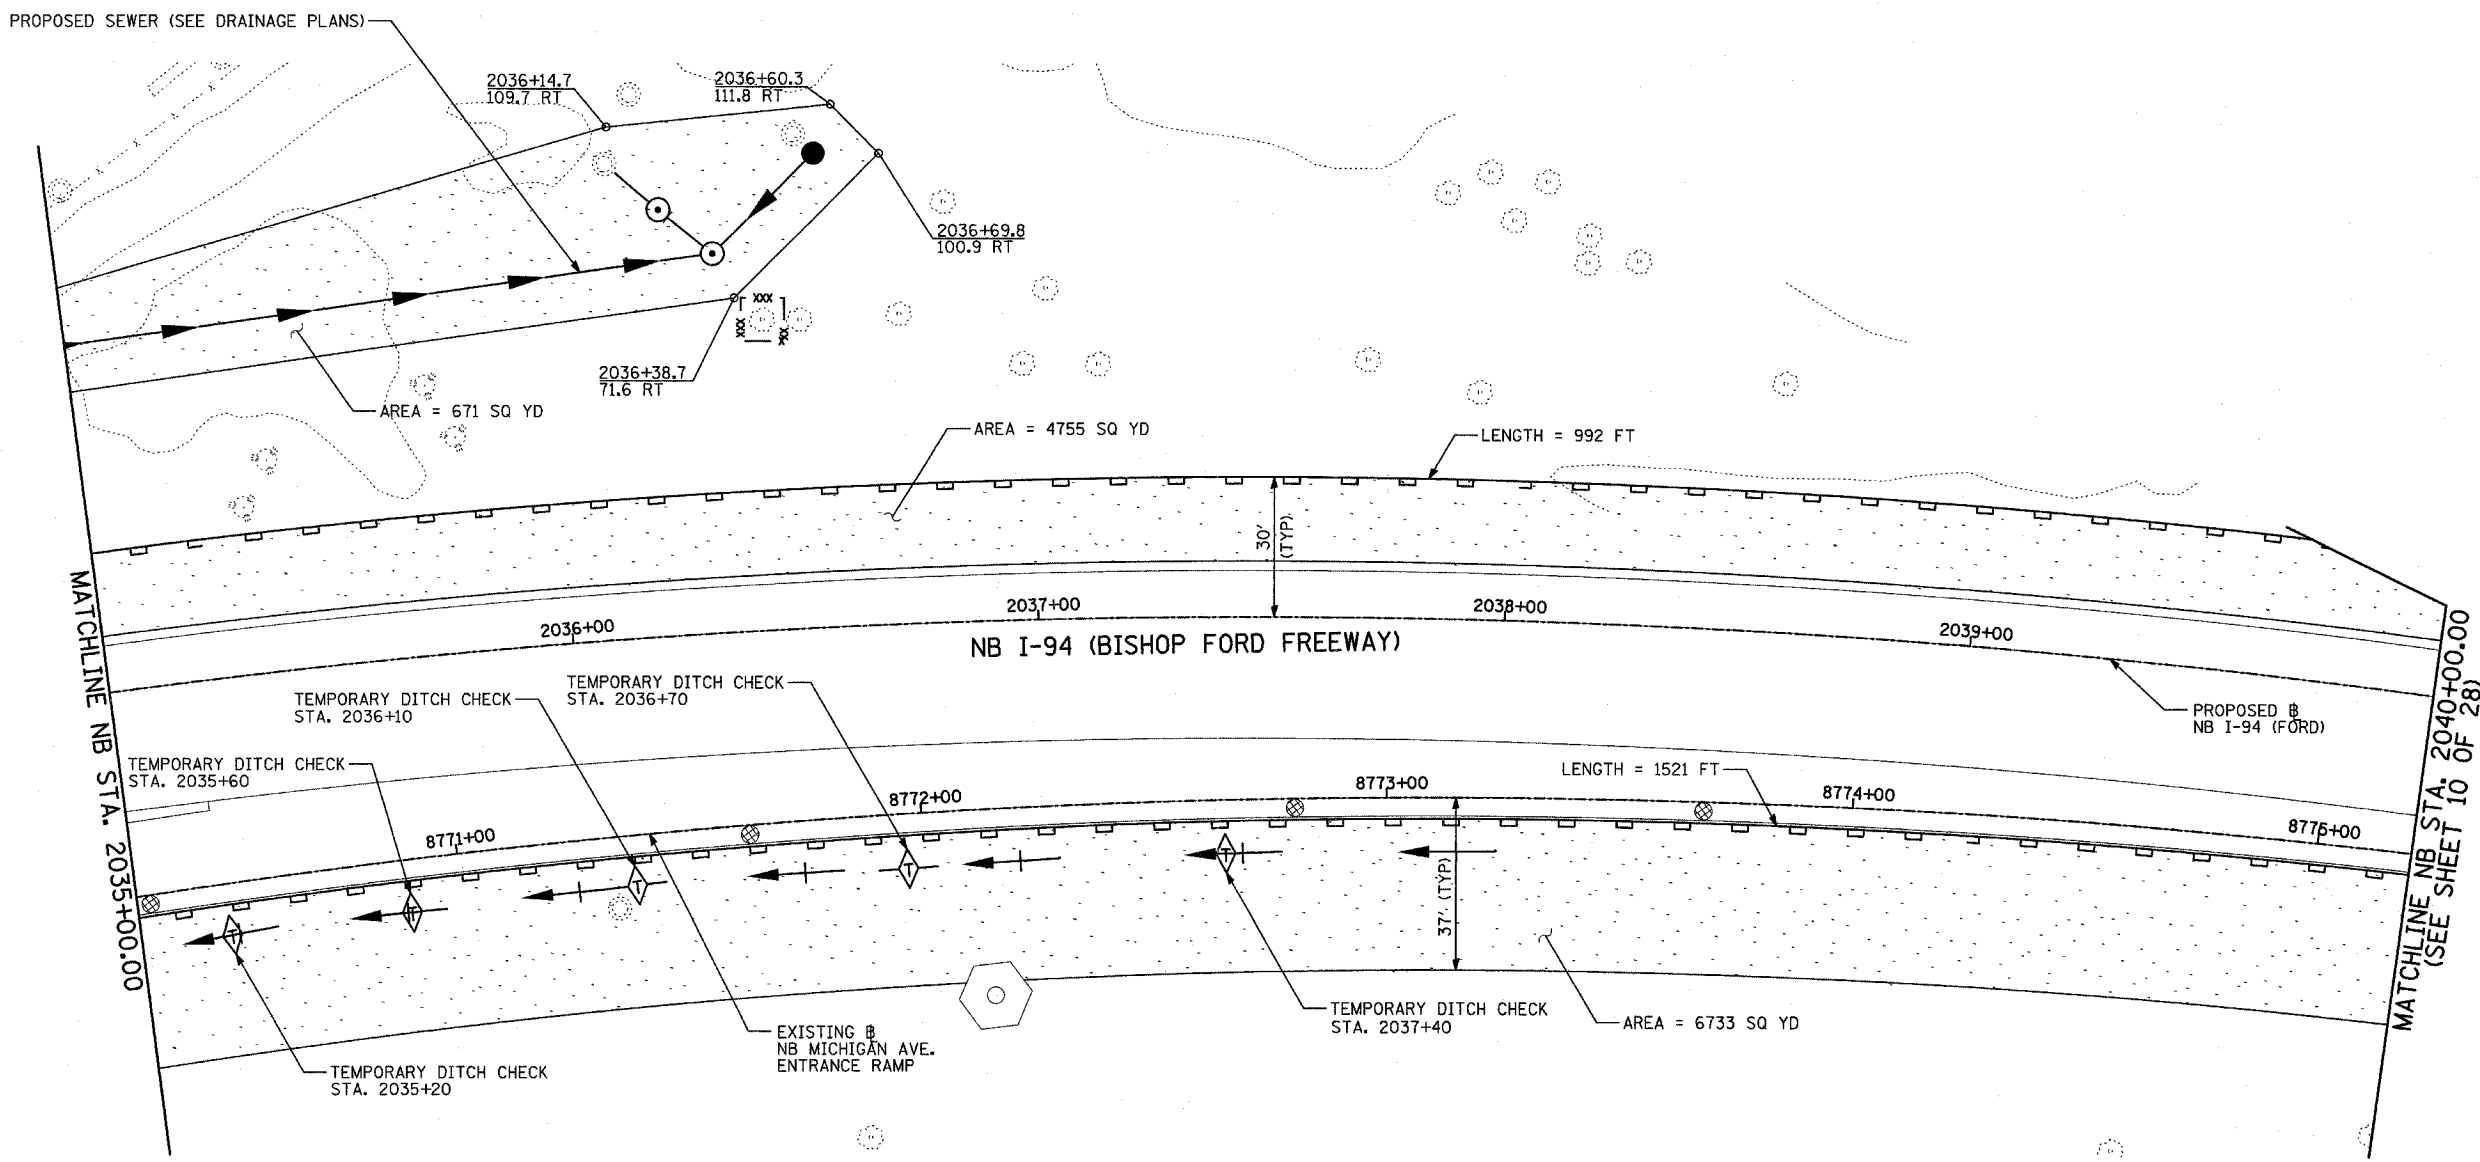 PROPOSED SEWER (SEE DRAINAGE PLANS)
2036+14.7
109.7 RT
2036+60.3
111.8 RT
2036+69.8
100.9 RT
2036+38.7
71.6 RT
XXX
XXX
XX
AREA = 671 SQ YD
AREA = 4755 SQ YD
LENGTH = 992 FT
30'
(TYP)
2036+00
2037+00
2038+00
2039+00
NB I-94 (BISHOP FORD FREEWAY)
MATCHLINE NB STA. 2035+00.00
TEMPORARY DITCH CHECK
STA. 2036+10
TEMPORARY DITCH CHECK
STA. 2036+70
PROPOSED B
NB I-94 (FORD)
TEMPORARY DITCH CHECK
STA. 2035+60
LENGTH = 1521 FT
8771+00
8772+00
8773+00
8774+00
8775+00
T
T
T
T
T
37' (TYP)
TEMPORARY DITCH CHECK
STA. 2035+20
EXISTING B
NB MICHIGAN AVE.
ENTRANCE RAMP
TEMPORARY DITCH CHECK
STA. 2037+40
AREA = 6733 SQ YD
MATCHLINE NB STA. 2040+00.00
(SEE SHEET 10 OF 28)